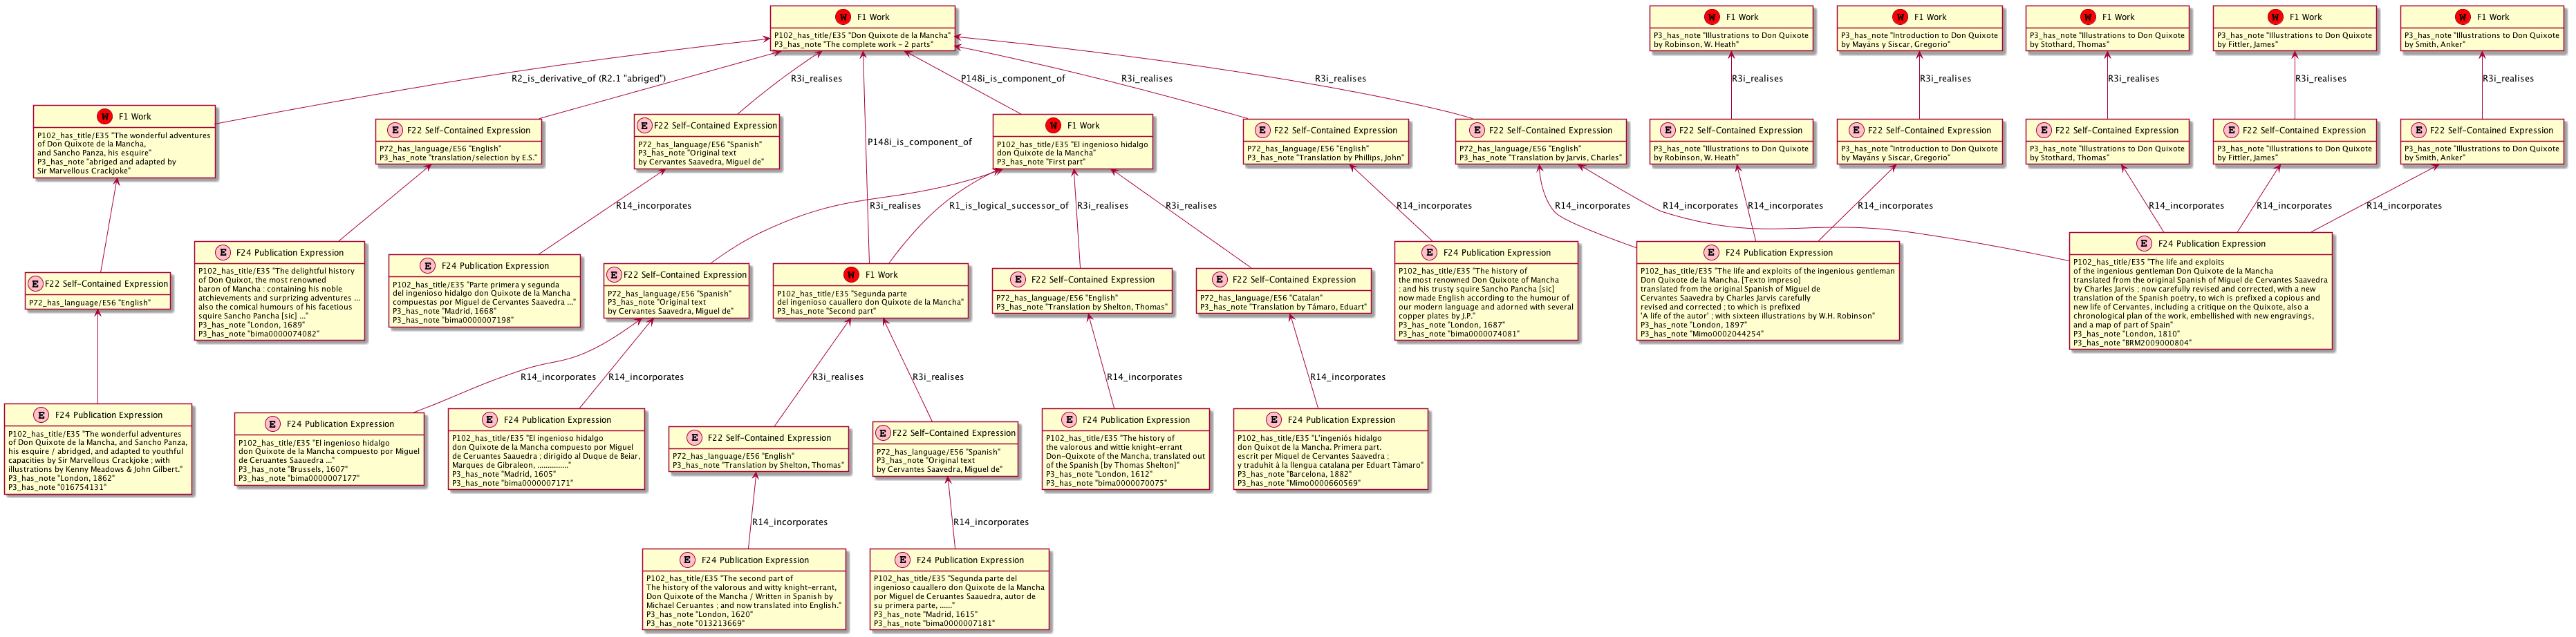 W F1 Work
P102_has_title/E35 "Don Quixote de la Mancha"
P3_has_note "The complete work - 2 parts"
W F1 Work
P3_has_note "Illustrations to Don Quixote
by Robinson, W. Heath"
W F1 Work
P3_has_note "Introduction to Don Quixote
by Mayáns y Siscar, Gregorio"
W F1 Work
P3_has_note "Illustrations to Don Quixote
by Stothard, Thomas"
W F1 Work
P3_has_note "Illustrations to Don Quixote
by Fittler, James"
W F1 Work
P3_has_note "Illustrations to Don Quixote
by Smith, Anker"
R2_is_derivative_of (R2.1 "abriged")
R3i_realises
P148i_is_component_of
R3i_realises
R3i_realises
R3i_realises
R3i_realises
R3i_realises
R3i_realises
R3i_realises
W F1 Work
P102_has_title/E35 "The wonderful adventures
of Don Quixote de la Mancha,
and Sancho Panza, his esquire"
P3_has_note "abriged and adapted by
Sir Marvellous Crackjoke"
E F22 Self-Contained Expression
P72_has_language/E56 "English"
P3_has_note "translation/selection by E.S."
E F22 Self-Contained Expression
P72_has_language/E56 "Spanish"
P3_has_note "Original text
by Cervantes Saavedra, Miguel de"
P148i_is_component_of
W F1 Work
P102_has_title/E35 "El ingenioso hidalgo
don Quixote de la Mancha"
P3_has_note "First part"
E F22 Self-Contained Expression
P72_has_language/E56 "English"
P3_has_note "Translation by Phillips, John"
E F22 Self-Contained Expression
P72_has_language/E56 "English"
P3_has_note "Translation by Jarvis, Charles"
E F22 Self-Contained Expression
P3_has_note "Illustrations to Don Quixote
by Robinson, W. Heath"
E F22 Self-Contained Expression
P3_has_note "Introduction to Don Quixote
by Mayáns y Siscar, Gregorio"
E F22 Self-Contained Expression
P3_has_note "Illustrations to Don Quixote
by Stothard, Thomas"
E F22 Self-Contained Expression
P3_has_note "Illustrations to Don Quixote
by Fittler, James"
E F22 Self-Contained Expression
P3_has_note "Illustrations to Don Quixote
by Smith, Anker"
R14_incorporates
R3i_realises
R1_is_logical_successor_of
R3i_realises
R3i_realises
R14_incorporates
R14_incorporates
R14_incorporates
R14_incorporates
R14_incorporates
R14_incorporates
R14_incorporates
R14_incorporates
E F22 Self-Contained Expression
P72_has_language/E56 "English"
E F24 Publication Expression
P102_has_title/E35 "The delightful history
of Don Quixot, the most renowned
baron of Mancha : containing his noble
atchievements and surprizing adventures ...
also the comical humours of his facetious
squire Sancho Pancha [sic] ..."
P3_has_note "London, 1689"
P3_has_note "bima0000074082"
E F24 Publication Expression
P102_has_title/E35 "Parte primera y segunda
del ingenioso hidalgo don Quixote de la Mancha
compuestas por Miguel de Cervantes Saavedra ..."
P3_has_note "Madrid, 1668"
P3_has_note "bima0000007198"
E F22 Self-Contained Expression
P72_has_language/E56 "Spanish"
P3_has_note "Original text
by Cervantes Saavedra, Miguel de"
W F1 Work
P102_has_title/E35 "Segunda parte
del ingenioso cauallero don Quixote de la Mancha"
P3_has_note "Second part"
E F22 Self-Contained Expression
P72_has_language/E56 "English"
P3_has_note "Translation by Shelton, Thomas"
E F22 Self-Contained Expression
P72_has_language/E56 "Catalan"
P3_has_note "Translation by Támaro, Eduart"
E F24 Publication Expression
P102_has_title/E35 "The history of
the most renowned Don Quixote of Mancha
: and his trusty squire Sancho Pancha [sic]
now made English according to the humour of
our modern language and adorned with several
copper plates by J.P."
P3_has_note "London, 1687"
P3_has_note "bima0000074081"
E F24 Publication Expression
P102_has_title/E35 "The life and exploits of the ingenious gentleman
Don Quixote de la Mancha. [Texto impreso]
translated from the original Spanish of Miguel de
Cervantes Saavedra by Charles Jarvis carefully
revised and corrected ; to which is prefixed
'A life of the autor' ; with sixteen illustrations by W.H. Robinson"
P3_has_note "London, 1897"
P3_has_note "Mimo0002044254"
E F24 Publication Expression
P102_has_title/E35 "The life and exploits
of the ingenious gentleman Don Quixote de la Mancha
translated from the original Spanish of Miguel de Cervantes Saavedra
by Charles Jarvis ; now carefully revised and corrected, with a new
translation of the Spanish poetry, to wich is prefixed a copious and
new life of Cervantes, including a critique on the Quixote, also a
chronological plan of the work, embellished with new engravings,
and a map of part of Spain"
P3_has_note "London, 1810"
P3_has_note "BRM2009000804"
R14_incorporates
R14_incorporates
R3i_realises
R3i_realises
R14_incorporates
R14_incorporates
E F24 Publication Expression
P102_has_title/E35 "The wonderful adventures
of Don Quixote de la Mancha, and Sancho Panza,
his esquire / abridged, and adapted to youthful
capacities by Sir Marvellous Crackjoke ; with
illustrations by Kenny Meadows & John Gilbert."
P3_has_note "London, 1862"
P3_has_note "016754131"
E F24 Publication Expression
P102_has_title/E35 "El ingenioso hidalgo
don Quixote de la Mancha compuesto por Miguel
de Ceruantes Saauedra ..."
P3_has_note "Brussels, 1607"
P3_has_note "bima0000007177"
E F24 Publication Expression
P102_has_title/E35 "El ingenioso hidalgo
don Quixote de la Mancha compuesto por Miguel
de Ceruantes Saauedra ; dirigido al Duque de Beiar,
Marques de Gibraleon, ..............."
P3_has_note "Madrid, 1605"
P3_has_note "bima0000007171"
E F22 Self-Contained Expression
P72_has_language/E56 "English"
P3_has_note "Translation by Shelton, Thomas"
E F22 Self-Contained Expression
P72_has_language/E56 "Spanish"
P3_has_note "Original text
by Cervantes Saavedra, Miguel de"
E F24 Publication Expression
P102_has_title/E35 "The history of
the valorous and wittie knight-errant
Don-Quixote of the Mancha, translated out
of the Spanish [by Thomas Shelton]"
P3_has_note "London, 1612"
P3_has_note "bima0000070075"
E F24 Publication Expression
P102_has_title/E35 "L'ingeniós hidalgo
don Quixot de la Mancha. Primera part.
escrit per Miquel de Cervantes Saavedra ;
y traduhit à la llengua catalana per Eduart Tàmaro"
P3_has_note "Barcelona, 1882"
P3_has_note "Mimo0000660569"
R14_incorporates
R14_incorporates
E F24 Publication Expression
P102_has_title/E35 "The second part of
The history of the valorous and witty knight-errant,
Don Quixote of the Mancha / Written in Spanish by
Michael Ceruantes ; and now translated into English."
P3_has_note "London, 1620"
P3_has_note "013213669"
E F24 Publication Expression
P102_has_title/E35 "Segunda parte del
ingenioso cauallero don Quixote de la Mancha
por Miguel de Ceruantes Saauedra, autor de
su primera parte, ......"
P3_has_note "Madrid, 1615"
P3_has_note "bima0000007181"